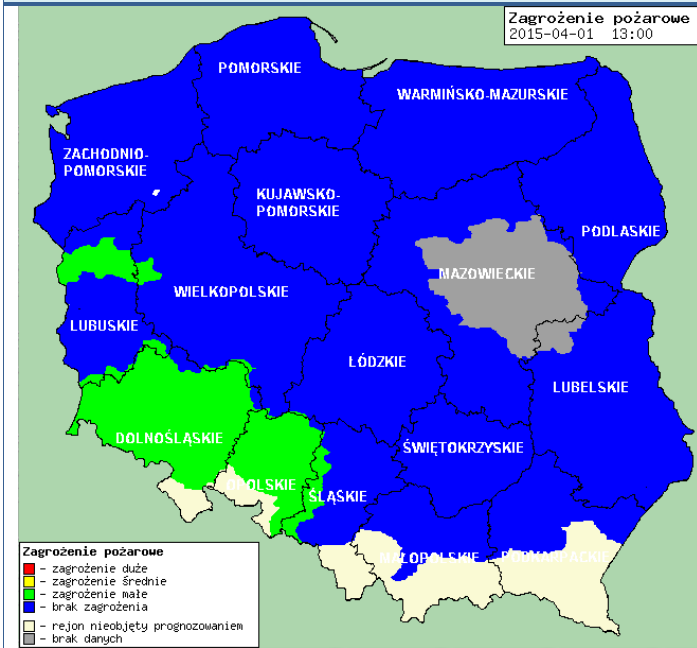 Zagrożenie pożarowe
2015-04-01 13:00
POMORSKIE
WARMIŃSKO-MAZURSKIE
ZACHODNIO-
POMORSKIE
KUJAWSKO-
POMORSKIE
PODLASKIE
MAZOWIECKIE
WIELKOPOLSKIE
LUBUSKIE
ŁÓDZKIE
LUBELSKIE
DOLNOŚLĄSKIE
ŚWIĘTOKRZYSKIE
OPOLSKIE
ŚLĄSKIE
MAŁOPOLSKIE
PODKARPACKIE
Zagrożenie pożarowe
- zagrożenie duże
- zagrożenie średnie
- zagrożenie małe
- brak zagrożenia
- rejon nieobjęty prognozowaniem
- brak danych